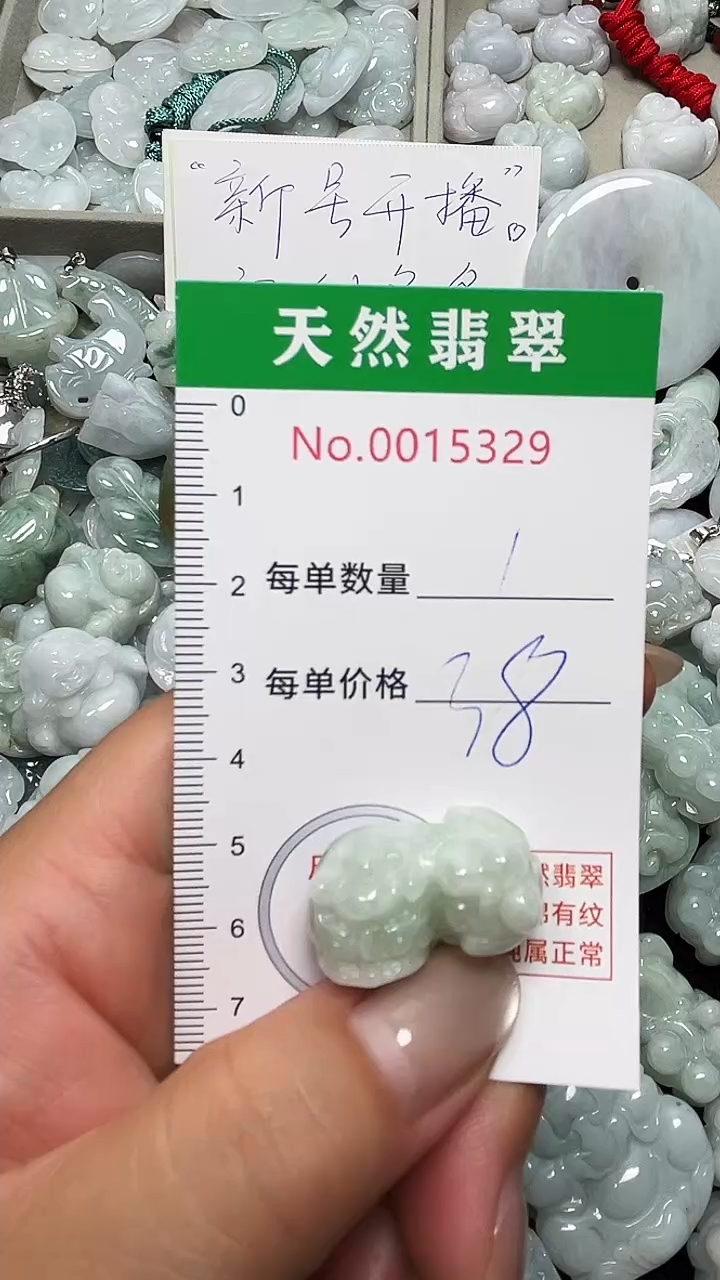 “新号开播”。
天然翡翠
No.0015329
0
1
每单数量 1
2
3
每单价格 38
4
5
然翡翠
6
有纹
属正常
7